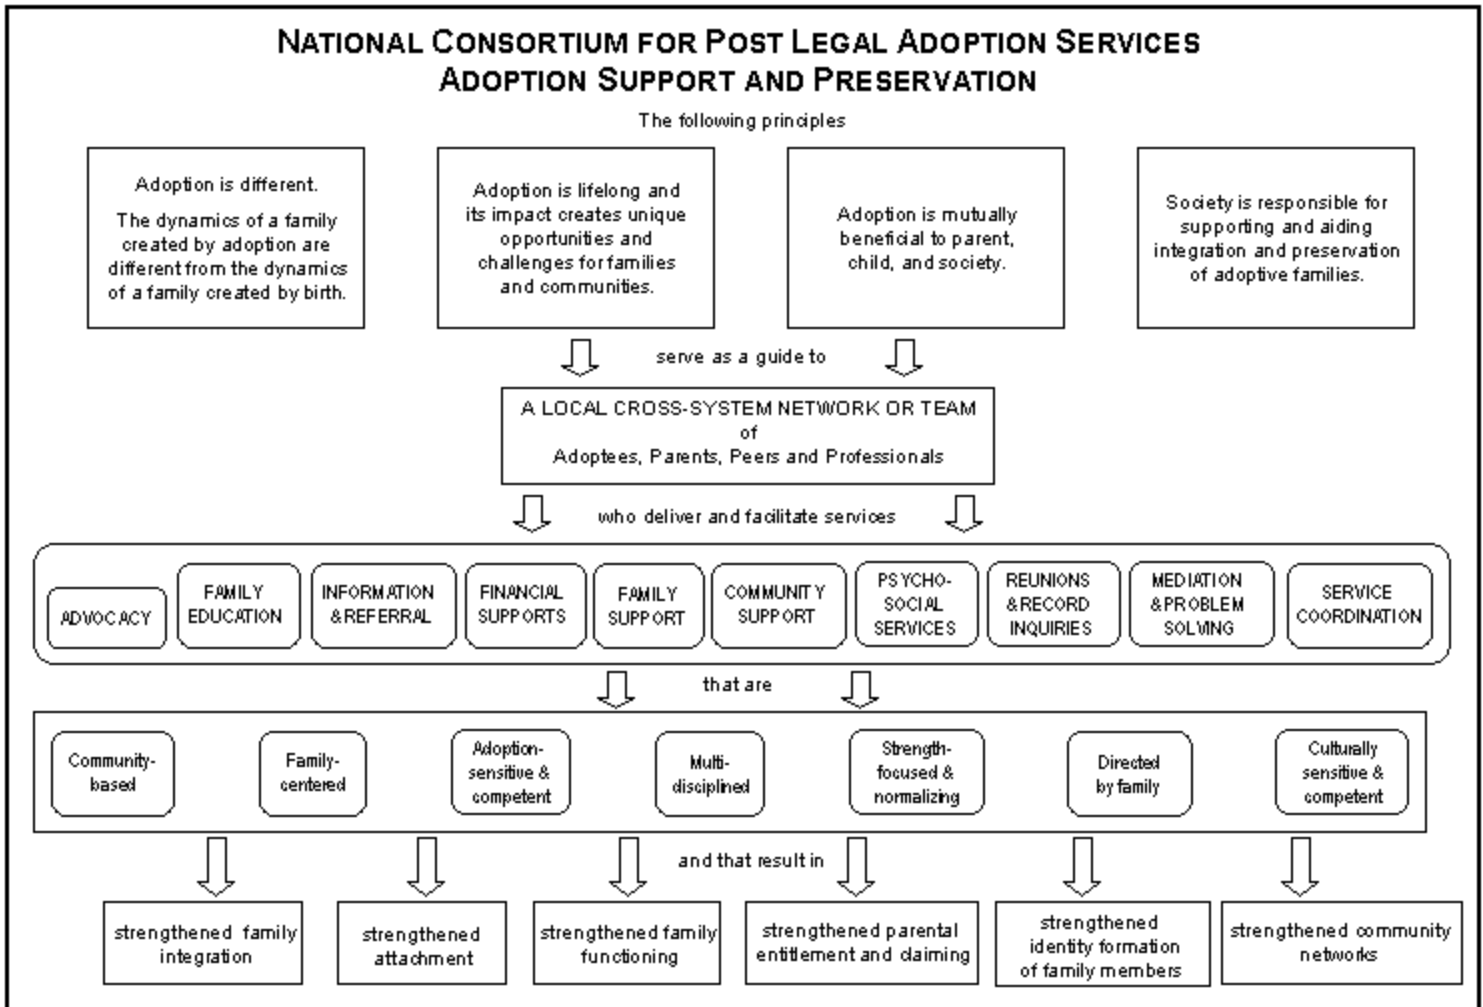 NATIONAL CONSORTIUM FOR POST LEGAL ADOPTION SERVICES
ADOPTION SUPPORT AND PRESERVATION
The following principles
Adoption is different.
The dynamics of a family
created by adoption are
different from the dynamics
of a family created by birth.
Adoption is lifelong and
its impact creates unique
opportunities and
challenges for families
and communities.
Adoption is mutually
beneficial to parent,
child, and society.
Society is responsible for
supporting and aiding
integration and preservation
of adoptive families.
serve as a guide to
A LOCAL CROSS-SYSTEM NETWORK OR TEAM
of
Adoptees, Parents, Peers and Professionals
who deliver and facilitate services
ADVOCACY
FAMILY
EDUCATION
INFORMATION
& REFERRAL
FINANCIAL
SUPPORTS
FAMILY
SUPPORT
COMMUNITY
SUPPORT
PSYCHO-
SOCIAL
SERVICES
REUNIONS
& RECORD
INQUIRIES
MEDIATION
& PROBLEM
SOLVING
SERVICE
COORDINATION
that are
Community-
based
Family-
centered
Adoption-
sensitive &
competent
Multi-
disciplined
Strength-
focused &
normalizing
Directed
by family
Culturally
sensitive &
competent
and that result in
strengthened family
integration
strengthened
attachment
strengthened family
functioning
strengthened parental
entitlement and claiming
strengthened
identity formation
of family members
strengthened community
networks